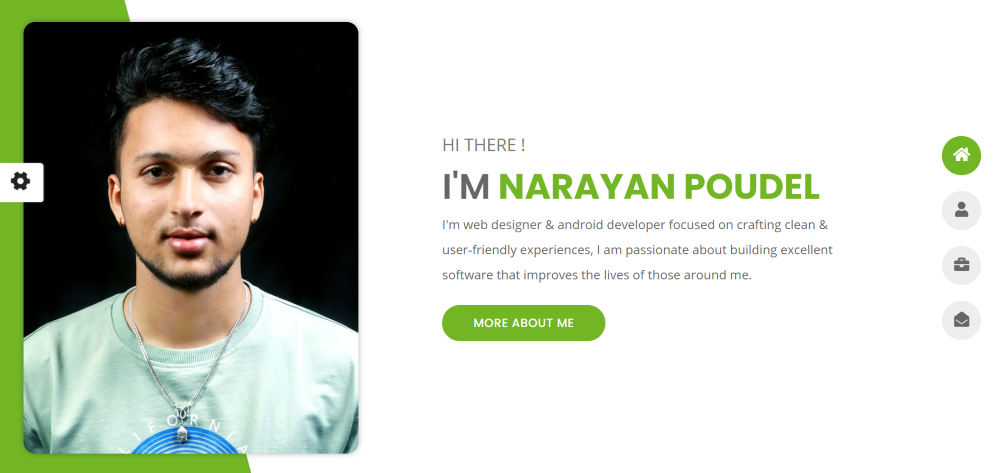 HI THERE !
I'M NARAYAN POUDEL
I'm web designer & android developer focused on crafting clean &
user-friendly experiences, I am passionate about building excellent
software that improves the lives of those around me.
MORE ABOUT ME
CALIFORNIA